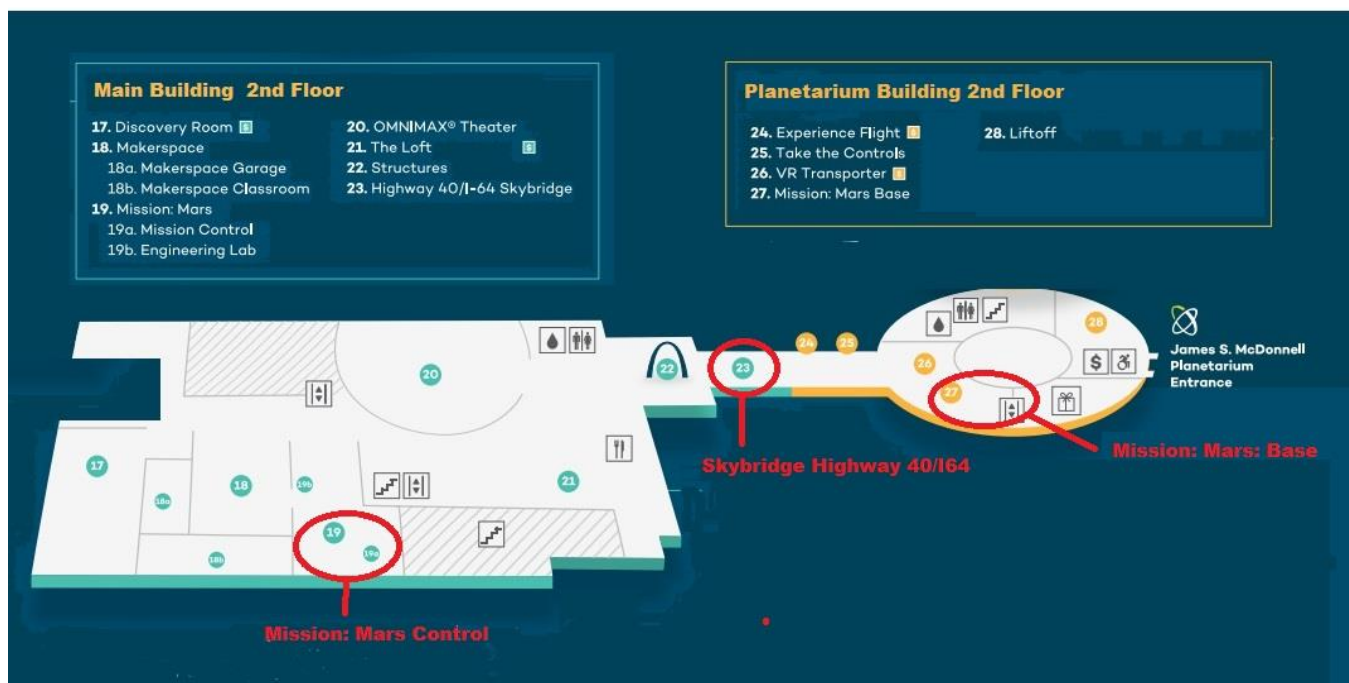 Main Building 2nd Floor
17. Discovery Room $
18. Makerspace
18a. Makerspace Garage
18b. Makerspace Classroom
19. Mission: Mars
19a. Mission Control
19b. Engineering Lab
20. OMNIMAX® Theater
21. The Loft $
22. Structures
23. Highway 40/I-64 Skybridge
Planetarium Building 2nd Floor
24. Experience Flight $
25. Take the Controls
26. VR Transporter $
27. Mission: Mars Base
28. Liftoff
28
24
25
22
23
26
20
27
$
James S. McDonnell
Planetarium
Entrance
Skybridge Highway 40/I64
Mission: Mars: Base
17
18
19b
21
18a
19
19a
18b
Mission: Mars Control